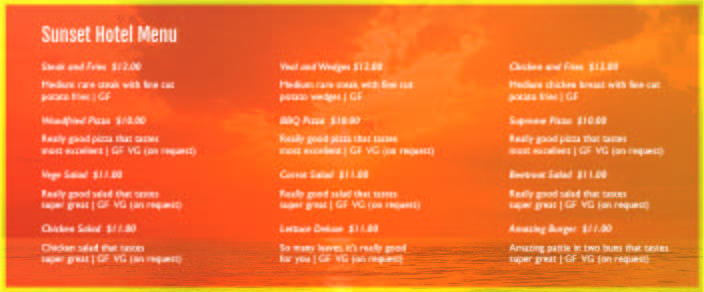 Sunset Hotel Menu
Steak and Fries $12.00
Medium rare steak with fine cut
potato fries | GF
Woodfired Pizza $10.00
Really good pizza that tastes
most excellent | GF VG (on request)
Vege Salad $11.00
Really good salad that tastes
super great | GF VG (on request)
Chicken Salad $11.00
Chicken salad that tastes
super great | GF VG (on request)
Veal and Wedges $12.00
Medium rare steak with fine cut
potato wedges | GF
BBQ Pizza $10.00
Really good pizza that tastes
most excellent | GF VG (on request)
Carrot Salad $11.00
Really good salad that tastes
super great | GF VG (on request)
Lettuce Deluxe $11.00
So many leaves, it's really good
for you | GF VG (on request)
Chicken and Fries $12.00
Medium chicken breast with fine cut
potato fries | GF
Supreme Pizza $10.00
Really good pizza that tastes
most excellent | GF VG (on request)
Beetroot Salad $11.00
Really good salad that tastes
super great | GF VG (on request)
Amazing Burger $11.00
Amazing pattie in two buns that tastes
super great | GF VG (on request)